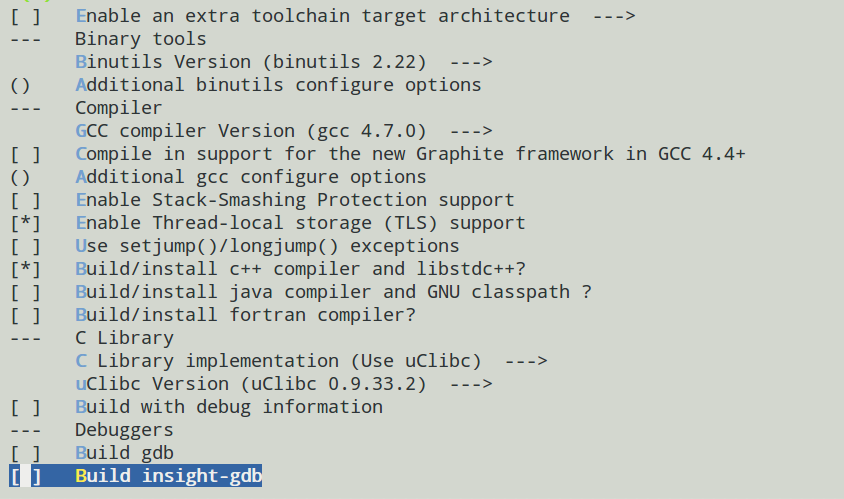 [ ] Enable an extra toolchain target architecture --->
--- Binary tools
Binutils Version (binutils 2.22) --->
() Additional binutils configure options
--- Compiler
GCC compiler Version (gcc 4.7.0) --->
[ ] Compile in support for the new Graphite framework in GCC 4.4+
() Additional gcc configure options
[ ] Enable Stack-Smashing Protection support
[*] Enable Thread-local storage (TLS) support
[ ] Use setjump()/longjump() exceptions
[*] Build/install c++ compiler and libstdc++?
[ ] Build/install java compiler and GNU classpath ?
[ ] Build/install fortran compiler?
--- C Library
C Library implementation (Use uClibc) --->
uClibc Version (uClibc 0.9.33.2) --->
[ ] Build with debug information
--- Debuggers
[ ] Build gdb
[ ] Build insight-gdb